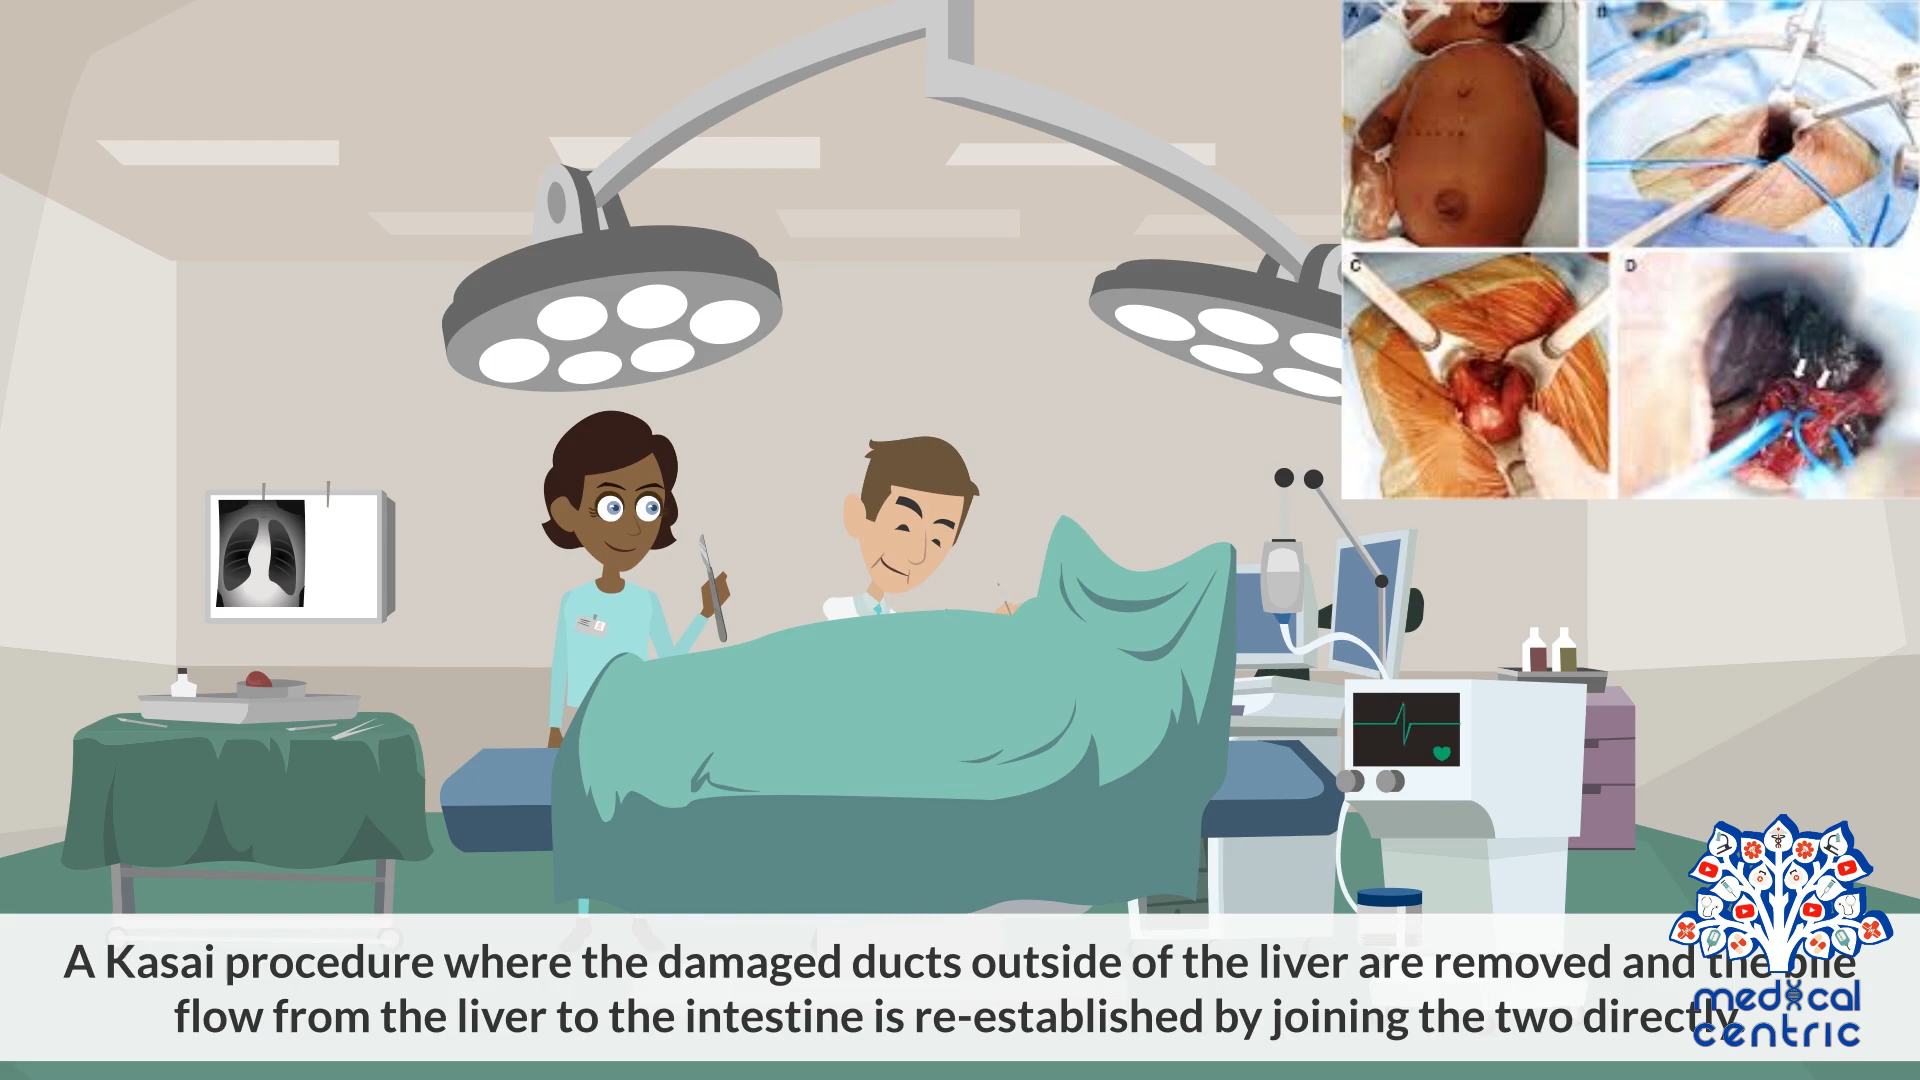 A
B
C
D
A Kasai procedure where the damaged ducts outside of the liver are removed and the bile
flow from the liver to the intestine is re-established by joining the two directly
medical
centric